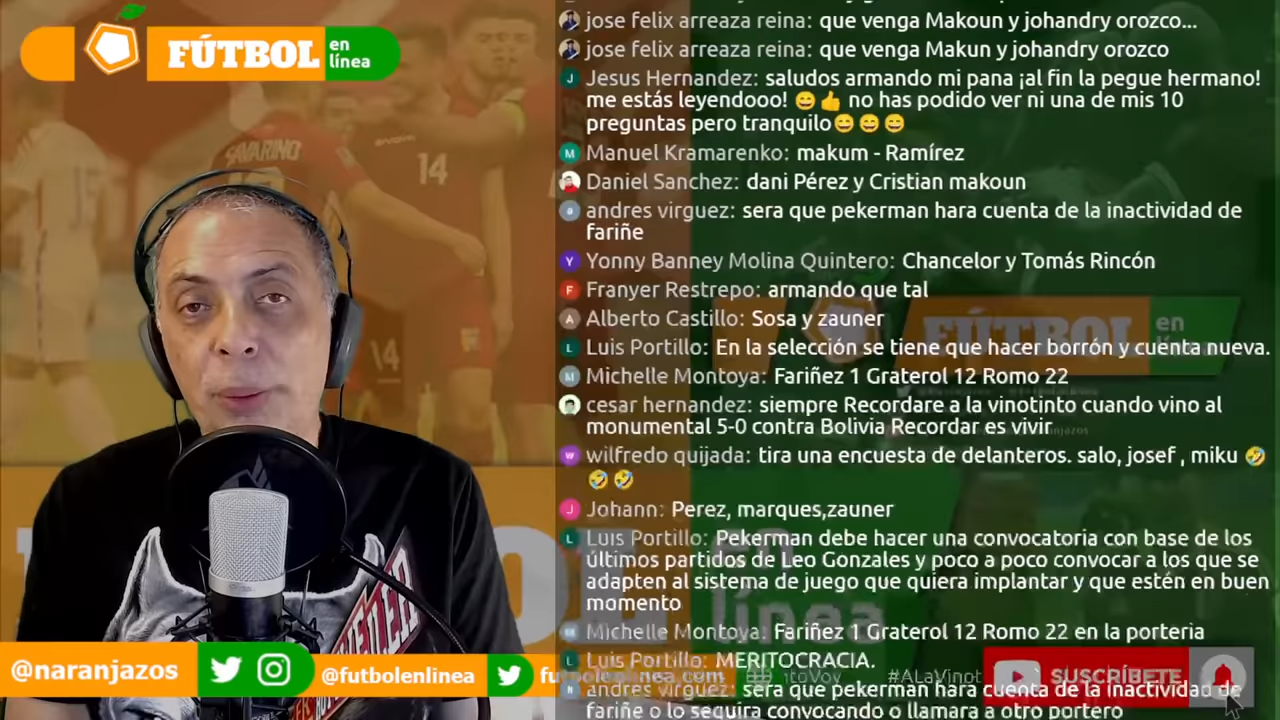 FÚTBOL en línea
SAVARINO
14
14
jose felix arreaza reina: que venga Makoun y johandry orozco...
jose felix arreaza reina: que venga Makun y johandry orozco
Jesus Hernandez: saludos armando mi pana ¡al fin la pegue hermano!
me estás leyendooo! 😄👍 no has podido ver ni una de mis 10
preguntas pero tranquilo😄😄😄
Manuel Kramarenko: makum - Ramírez
Daniel Sanchez: dani Pérez y Cristian makoun
andres virguez: sera que pekerman hara cuenta de la inactividad de
fariñe
Yonny Banney Molina Quintero: Chancelor y Tomás Rincón
Franyer Restrepo: armando que tal
Alberto Castillo: Sosa y zauner
Luis Portillo: En la selección se tiene que hacer borrón y cuenta nueva.
Michelle Montoya: Fariñez 1 Graterol 12 Romo 22
cesar hernandez: siempre Recordare a la vinotinto cuando vino al
monumental 5-0 contra Bolivia Recordar es vivir
wilfredo quijada: tira una encuesta de delanteros. salo, josef , miku 🤣
🤣🤣
Johann: Perez, marques,zauner
Luis Portillo: Pekerman debe hacer una convocatoria con base de los
últimos partidos de Leo Gonzales y poco a poco convocar a los que se
adapten al sistema de juego que quiera implantar y que estén en buen
momento
Michelle Montoya: Fariñez 1 Graterol 12 Romo 22 en la porteria
Luis Portillo: MERITOCRACIA.
andres virguez: sera que pekerman hara cuenta de la inactividad de
fariñe o lo seguira convocando o llamara a otro portero
FÚTBOL en
en
línea
@naranjazos
@futbolenlinea
futbolenlinea.com
#ALaVinot
SUSCRÍBETE